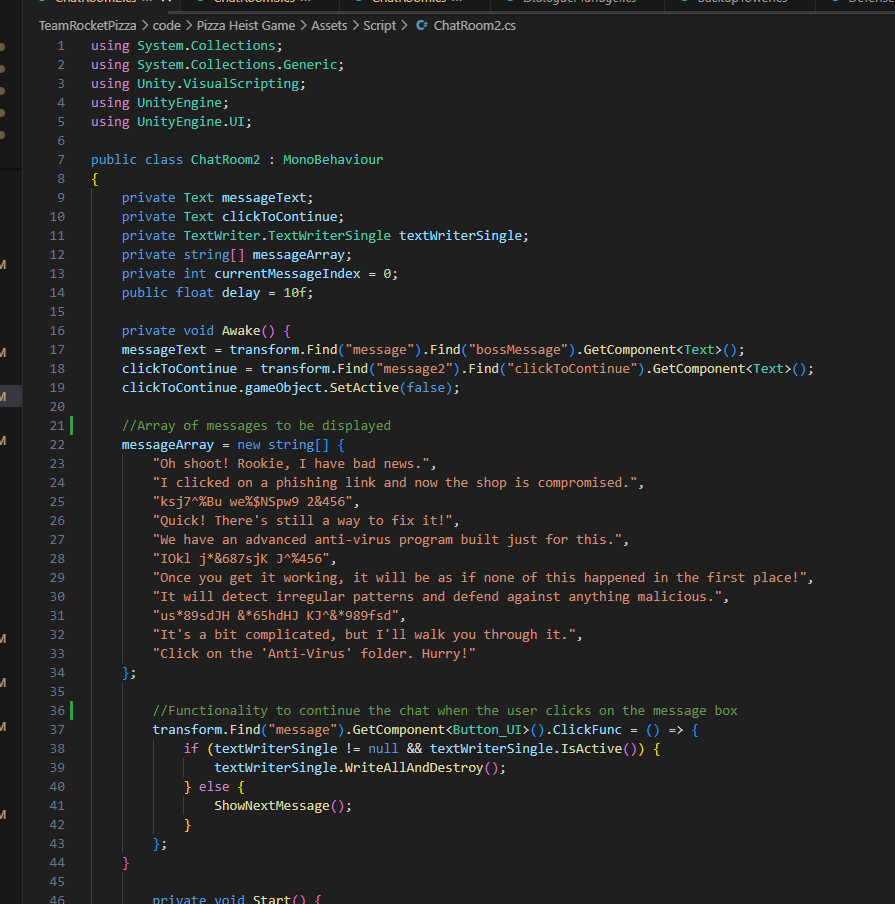 TeamRocketPizza > code > Pizza Heist Game > Assets > Script > ChatRoom2.cs
1 using System.Collections;
2 using System.Collections.Generic;
3 using Unity.VisualScripting;
4 using UnityEngine;
5 using UnityEngine.UI;
6
7 public class ChatRoom2 : MonoBehaviour
8 {
9 private Text messageText;
10 private Text clickToContinue;
11 private TextWriter.TextWriterSingle textWriterSingle;
12 private string[] messageArray;
13 private int currentMessageIndex = 0;
14 public float delay = 10f;
15
16 private void Awake() {
17 messageText = transform.Find("message").Find("bossMessage").GetComponent<Text>();
18 clickToContinue = transform.Find("message2").Find("clickToContinue").GetComponent<Text>();
19 clickToContinue.gameObject.SetActive(false);
20
21 //Array of messages to be displayed
22 messageArray = new string[] {
23 "Oh shoot! Rookie, I have bad news.",
24 "I clicked on a phishing link and now the shop is compromised.",
25 "ksj7^%Bu we%$NSpw9 2&456",
26 "Quick! There's still a way to fix it!",
27 "We have an advanced anti-virus program built just for this.",
28 "IOkl j*&687sjK J^%456",
29 "Once you get it working, it will be as if none of this happened in the first place!",
30 "It will detect irregular patterns and defend against anything malicious.",
31 "us*89sdJH &*65hdHJ KJ^&*989fsd",
32 "It's a bit complicated, but I'll walk you through it.",
33 "Click on the 'Anti-Virus' folder. Hurry!"
34 };
35
36 //Functionality to continue the chat when the user clicks on the message box
37 transform.Find("message").GetComponent<Button_UI>().ClickFunc = () => {
38 if (textWriterSingle != null && textWriterSingle.IsActive()) {
39 textWriterSingle.WriteAllAndDestroy();
40 } else {
41 ShowNextMessage();
42 }
43 };
44 }
45
46 private void Start() {